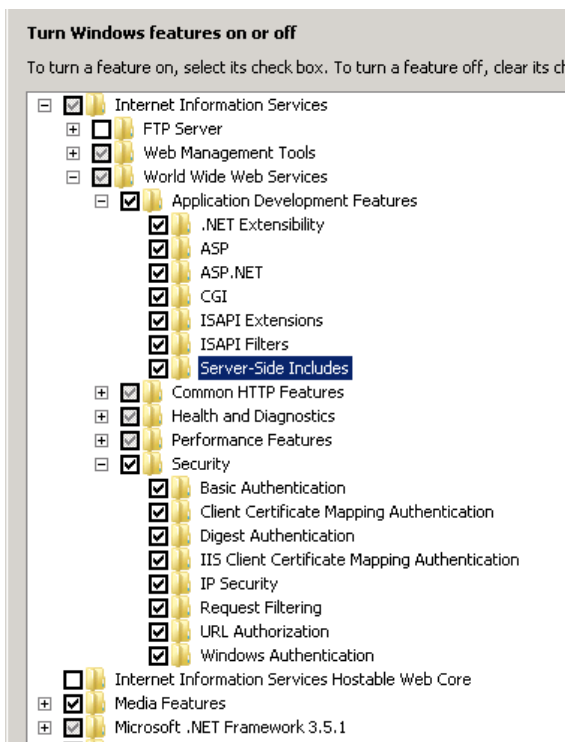 Turn Windows features on or off
To turn a feature on, select its check box. To turn a feature off, clear its
Internet Information Services
FTP Server
Web Management Tools
World Wide Web Services
Application Development Features
.NET Extensibility
ASP
ASP.NET
CGI
ISAPI Extensions
ISAPI Filters
Server-Side Includes
Common HTTP Features
Health and Diagnostics
Performance Features
Security
Basic Authentication
Client Certificate Mapping Authentication
Digest Authentication
IIS Client Certificate Mapping Authentication
IP Security
Request Filtering
URL Authorization
Windows Authentication
Internet Information Services Hostable Web Core
Media Features
Microsoft .NET Framework 3.5.1